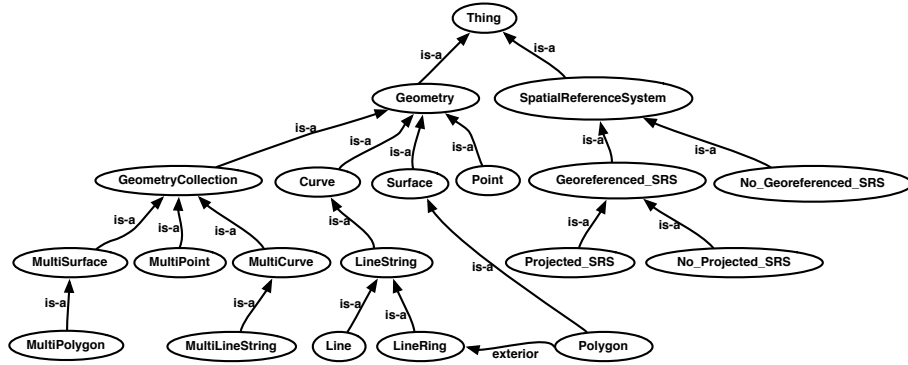 Thing
is-a is-a
Geometry SpatialReferenceSystem
is-a is-a is-a is-a is-a is-a
GeometryCollection Curve Surface Point Georeferenced_SRS No_Georeferenced_SRS
is-a is-a is-a is-a is-a is-a
MultiSurface MultiPoint MultiCurve LineString Projected_SRS No_Projected_SRS
is-a is-a is-a is-a is-a
MultiPolygon MultiLineString Line LineRing exterior Polygon